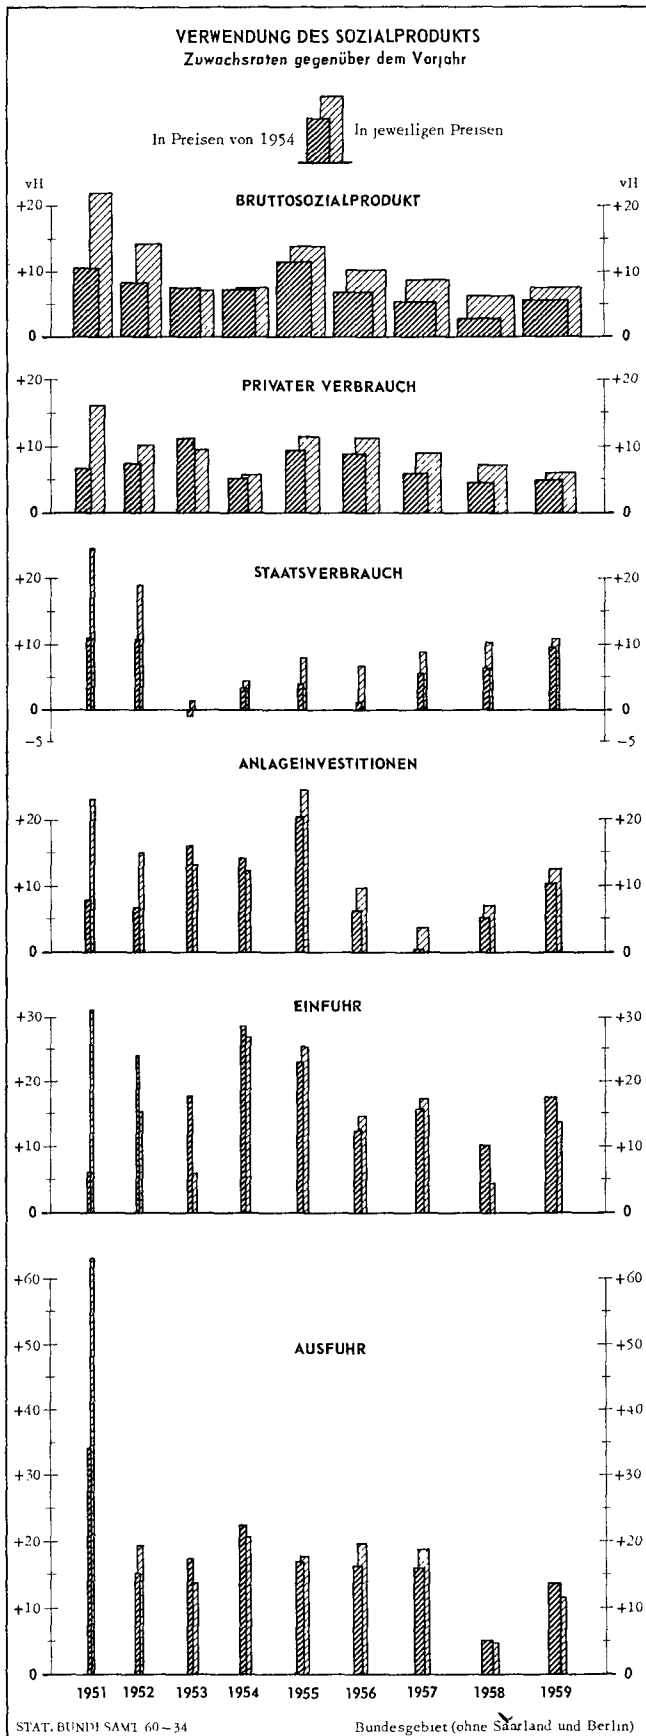 VERWENDUNG DES SOZIALPRODUKTS
Zuwachsraten gegenüber dem Vorjahr
In Preisen von 1954 In jeweiligen Preisen
vH vH
BRUTTOSOZIALPRODUKT
+20 +20
+10 +10
0 0
PRIVATER VERBRAUCH
+20 +20
+10 +10
0 0
STAATSVERBRAUCH
+20 +20
+10 +10
0 0
-5 -5
ANLAGEINVESTITIONEN
+20 +20
+10 +10
0 0
EINFUHR
+30 +30
+20 +20
+10 +10
0 0
+60 +60
+50 +50
AUSFUHR
+40 +40
+30 +30
+20 +20
+10 +10
0 0
1951 1952 1953 1954 1955 1956 1957 1958 1959
STAT. BUNDESAMT 60-34 Bundesgebiet (ohne Saarland und Berlin)